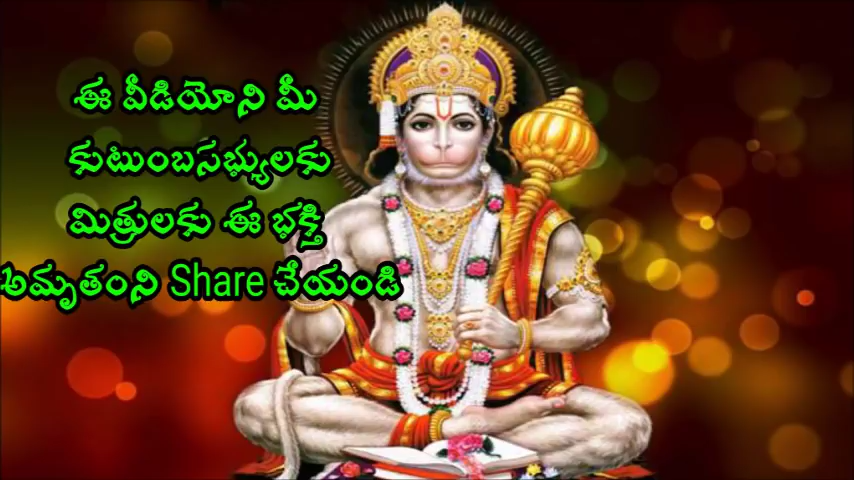 ఈ వీడియోని మీ
కుటుంబసభ్యులకు
మిత్రులకు ఈ భక్తి
అమృతంని Share చేయండి